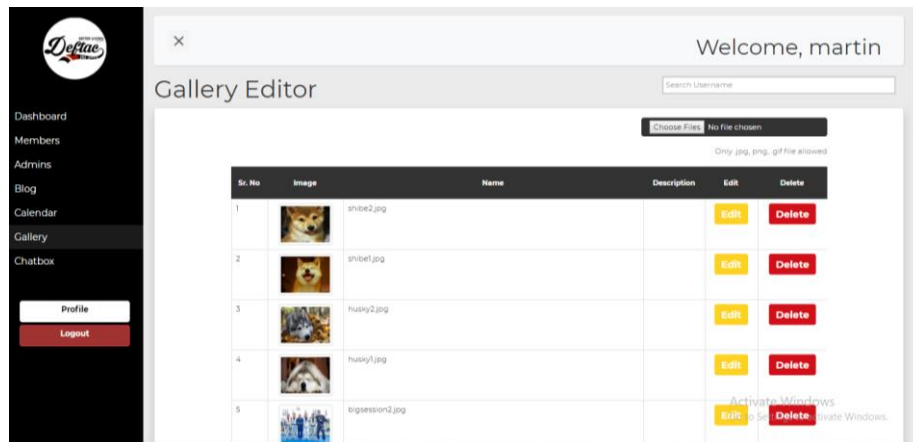 Deftac
Welcome, martin
Gallery Editor
Search Username
Dashboard
Members
Admins
Blog
Calendar
Gallery
Chatbox
Profile
Logout
Choose Files No file chosen
Only .jpg, png, .gif file allowed
Sr. No Image Name Description Edit Delete
1 shibe2.jpg Edit Delete
2 shibe1.jpg Edit Delete
3 husky2.jpg Edit Delete
4 husky1.jpg Edit Delete
5 bigsession2.jpg Edit Delete
Activate Windows